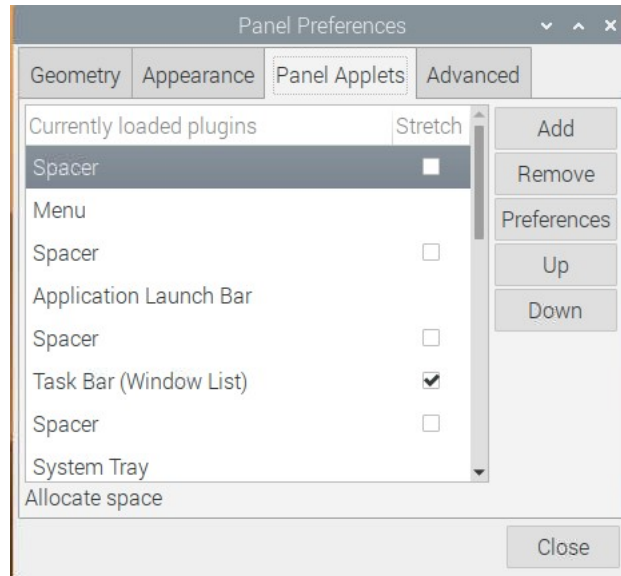 Panel Preferences
Geometry Appearance Panel Applets Advanced
Currently loaded plugins Stretch
Spacer
Menu
Spacer
Application Launch Bar
Spacer
Task Bar (Window List)
Spacer
System Tray
Allocate space
Add
Remove
Preferences
Up
Down
Close